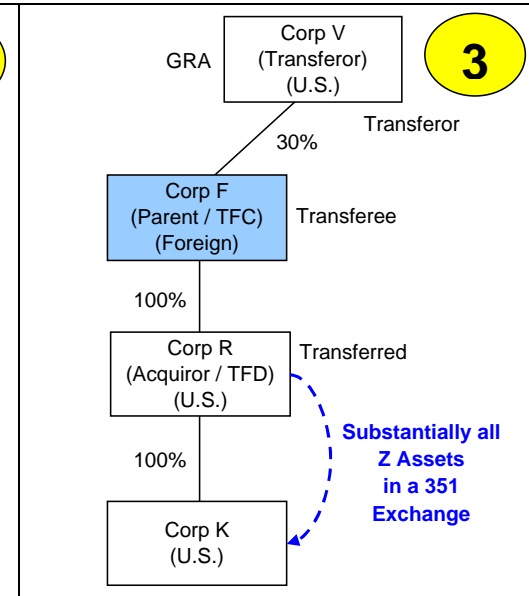 Corp V
(Transferor)
(U.S.)
GRA
3
Transferor
30%
Corp F
(Parent / TFC)
(Foreign)
Transferee
100%
Corp R
(Acquiror / TFD)
(U.S.)
Transferred
Substantially all
Z Assets
in a 351
Exchange
100%
Corp K
(U.S.)